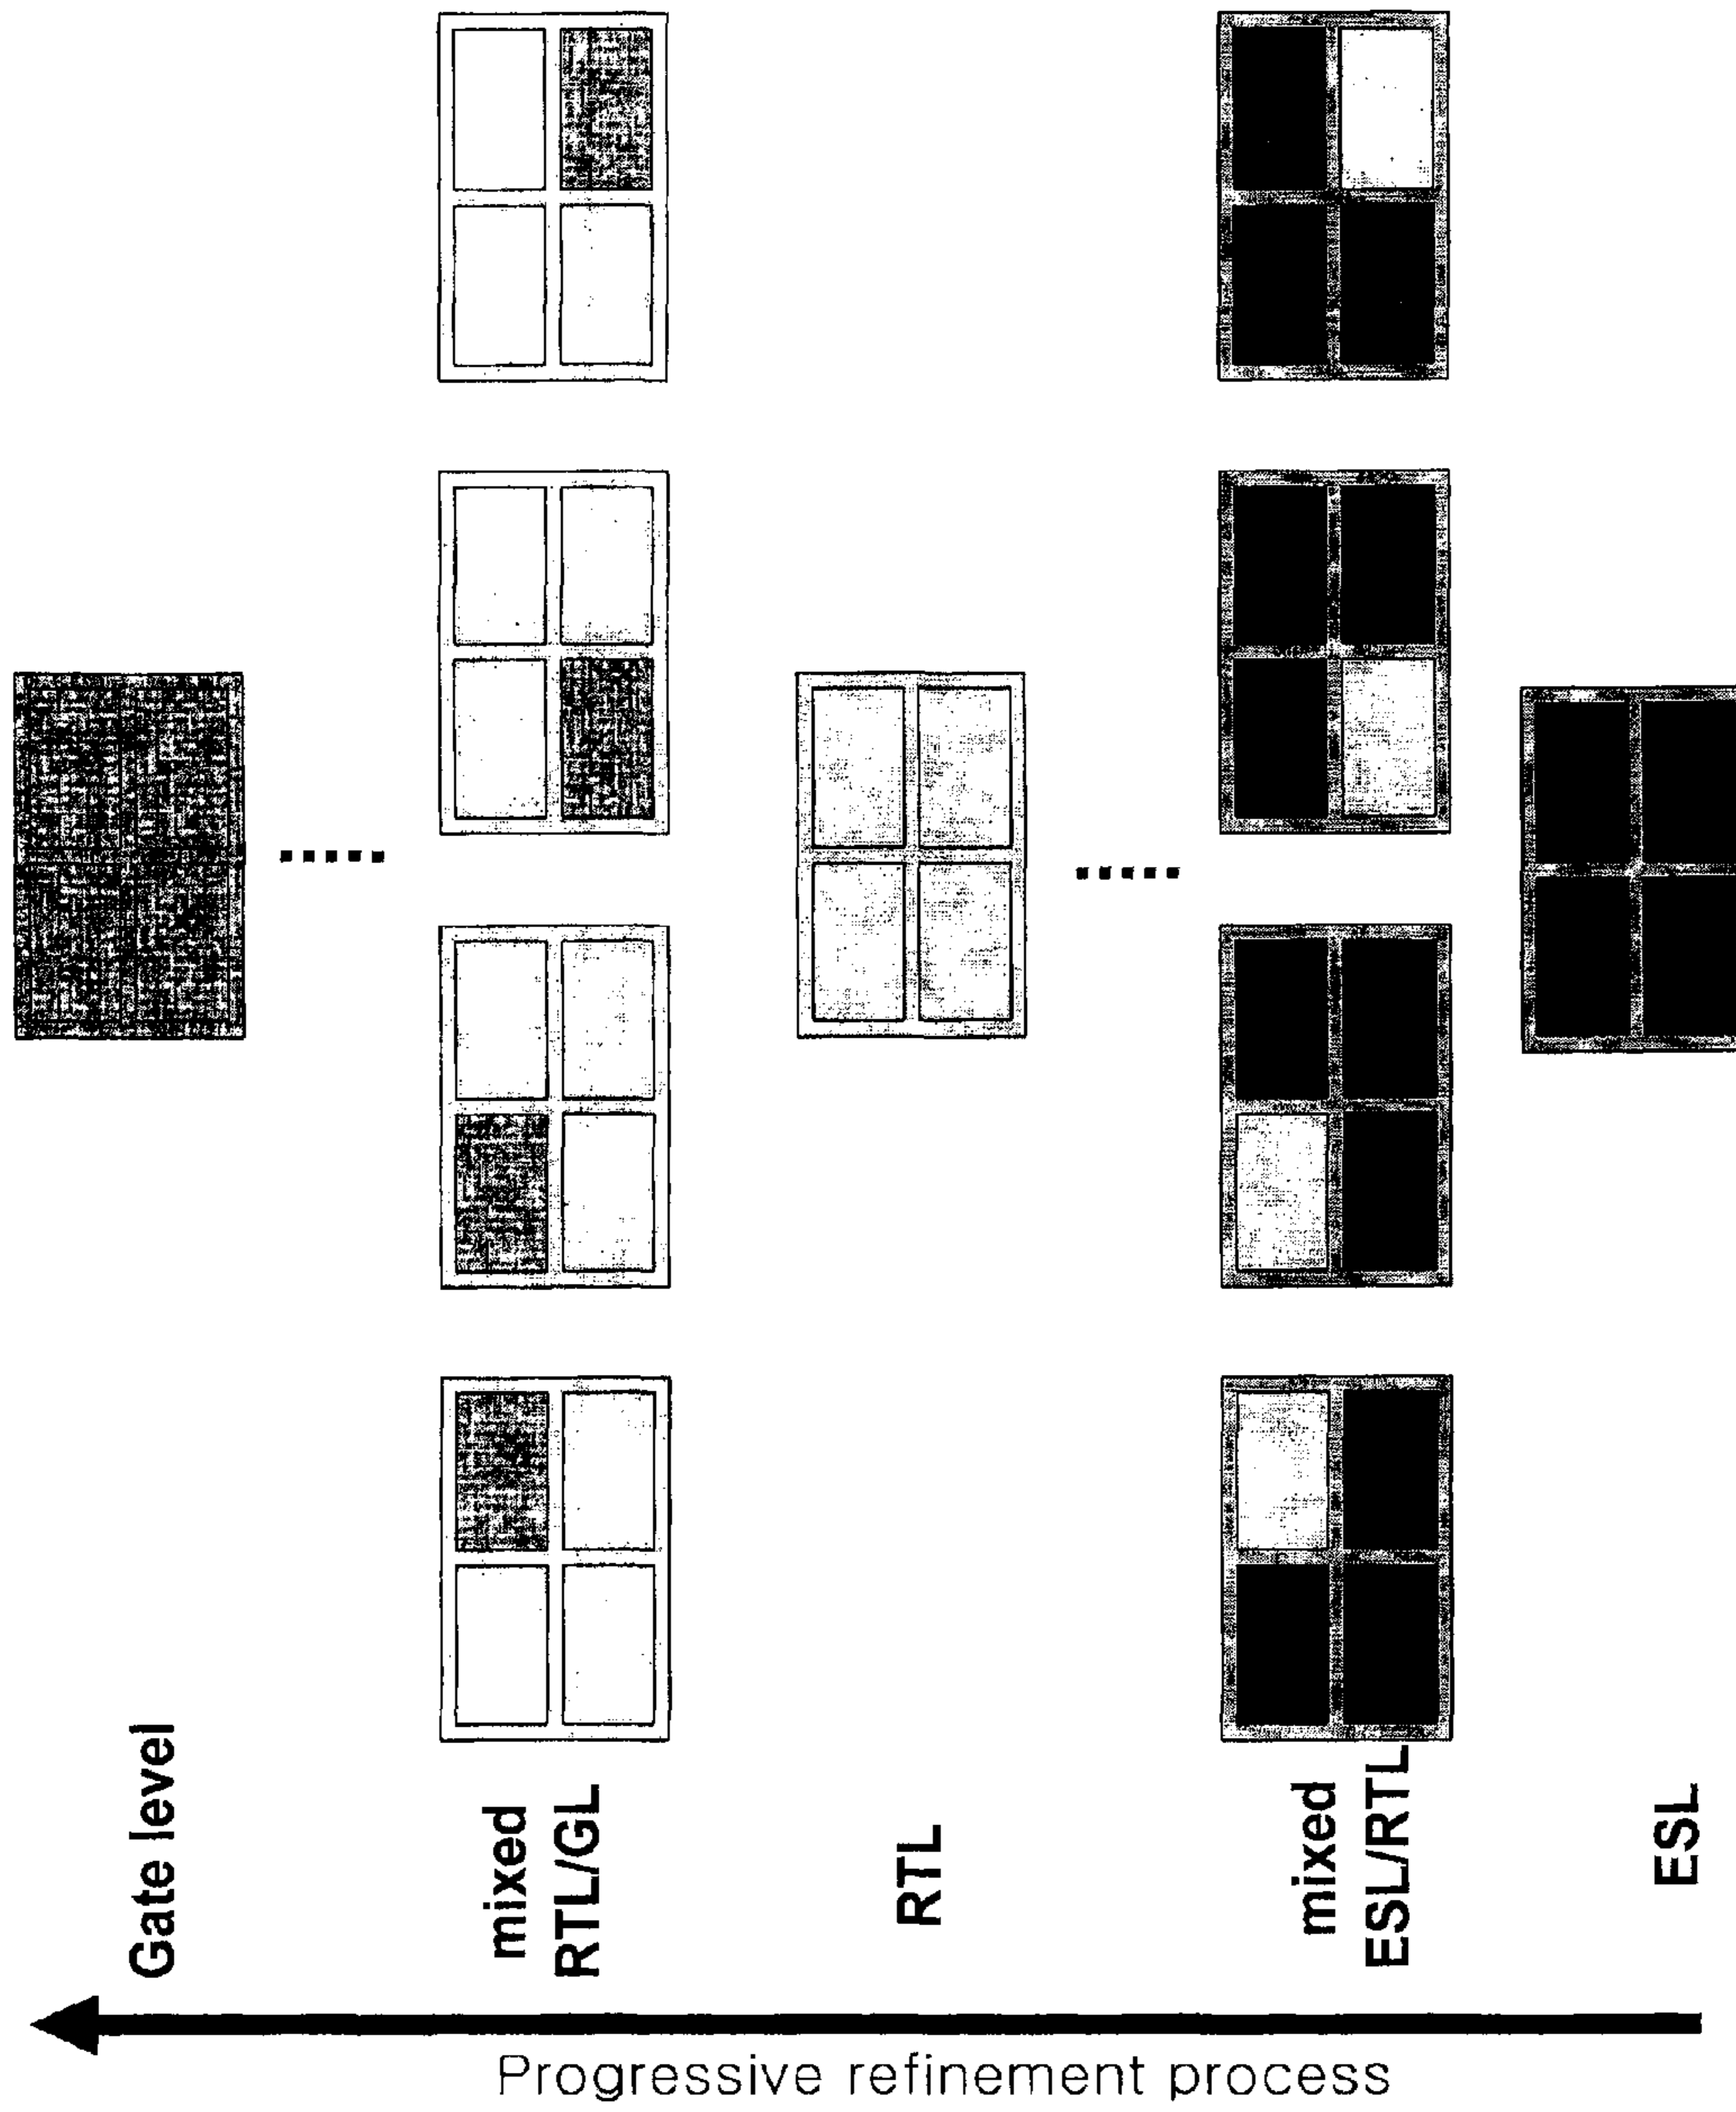 Gate level
mixed
RTL/GL
RTL
mixed
ESL/RTL
ESL
Progressive refinement process